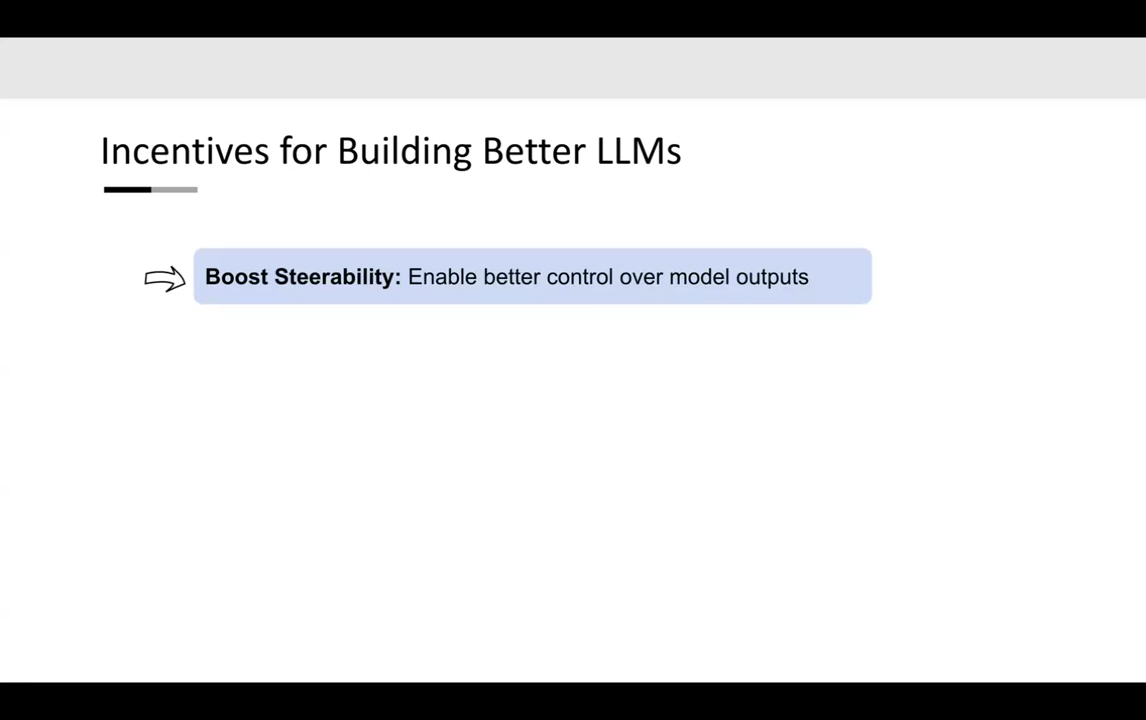 Incentives for Building Better LLMs
Boost Steerability: Enable better control over model outputs